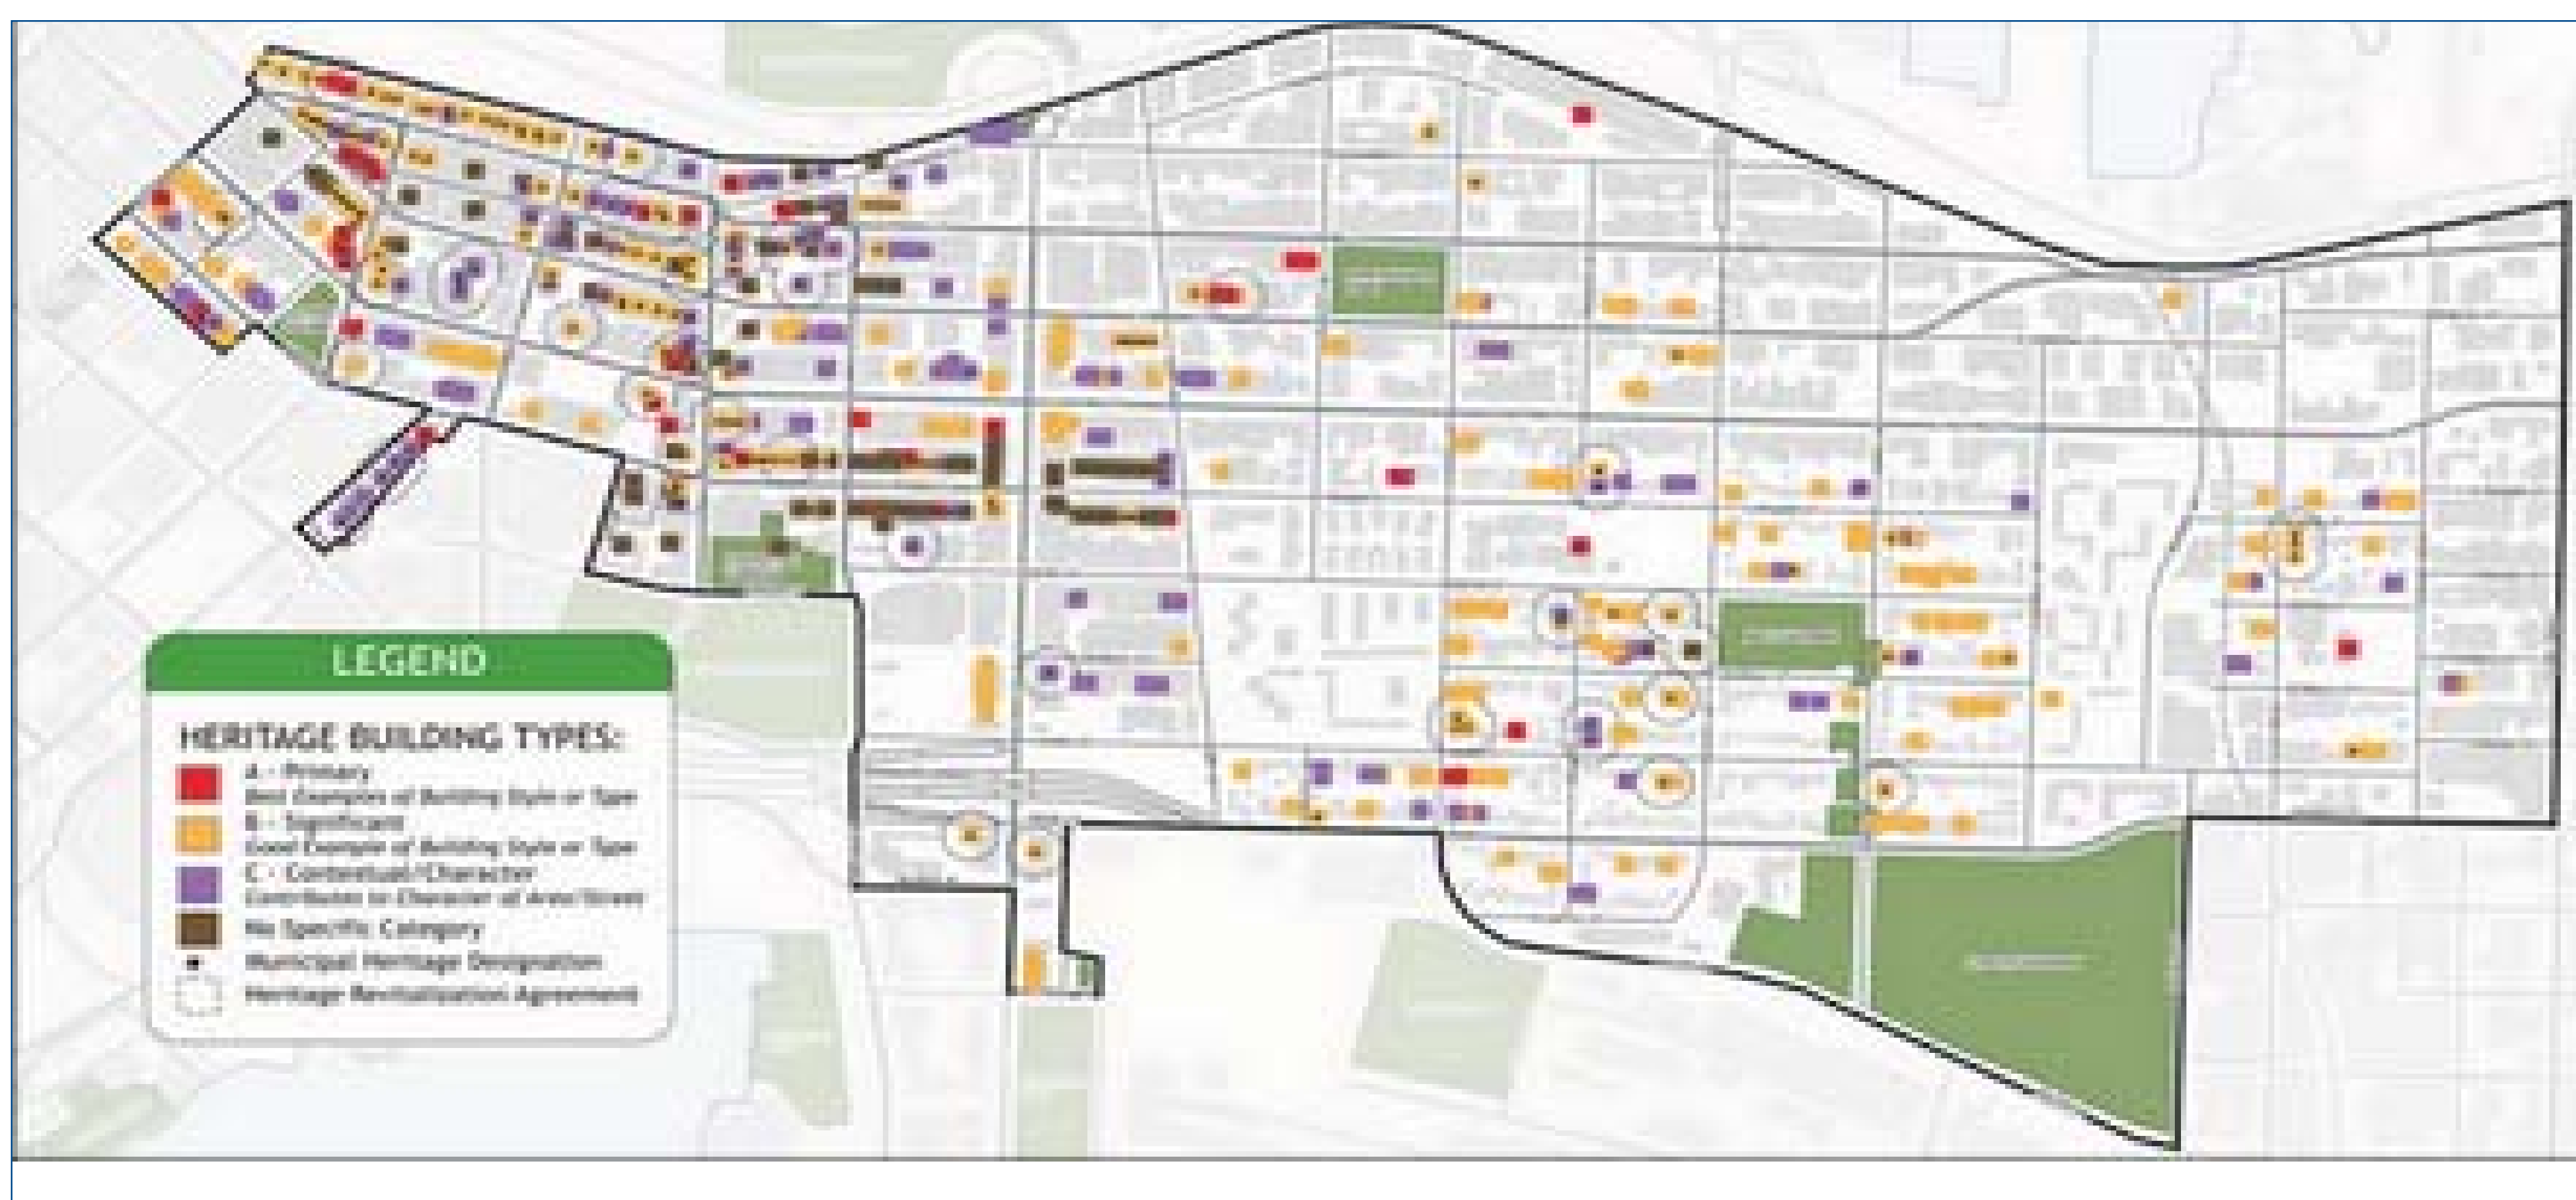 LEGEND
HERITAGE BUILDING TYPES:
A - Primary
Best Examples of Building Style or Type
B - Significant
Good Example of Building Style or Type
C - Contextual/Character
Contributes to Character of Area/Street
No Specific Category
Municipal Heritage Designation
Heritage Revitalization Agreement